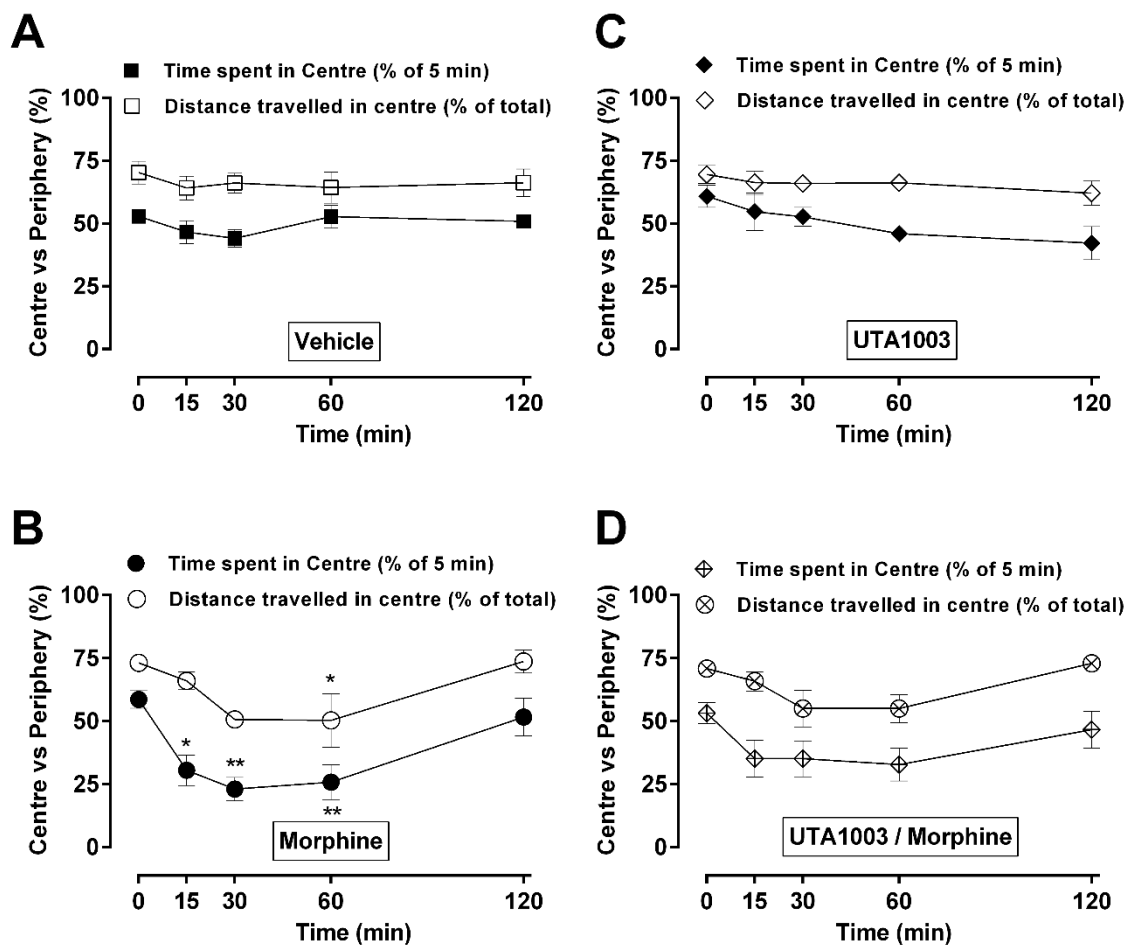 A
Time spent in Centre (% of 5 min)
Distance travelled in centre (% of total)
Centre vs Periphery (%)
100
75
50
25
0
Vehicle
0 15 30 60 120
Time (min)
C
Time spent in Centre (% of 5 min)
Distance travelled in centre (% of total)
Centre vs Periphery (%)
100
75
50
25
0
UTA1003
0 15 30 60 120
Time (min)
B
Time spent in Centre (% of 5 min)
Distance travelled in centre (% of total)
Centre vs Periphery (%)
100
75
50
25
0
*
*
**
**
Morphine
0 15 30 60 120
Time (min)
D
Time spent in Centre (% of 5 min)
Distance travelled in centre (% of total)
Centre vs Periphery (%)
100
75
50
25
0
UTA1003 / Morphine
0 15 30 60 120
Time (min)